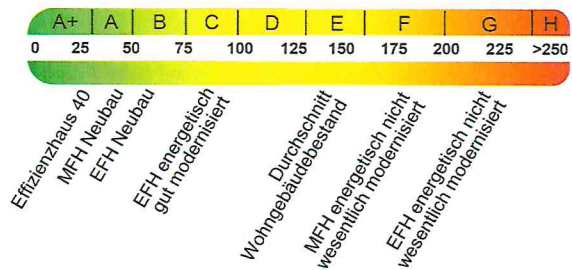 A+ A B C D E F G H
0 25 50 75 100 125 150 175 200 225 >250
Effizienzhaus 40
MFH Neubau
EFH Neubau
EFH energetisch
gut modernisiert
Durchschnitt
Wohngebäudebestand
MFH energetisch nicht
wesentlich modernisiert
EFH energetisch nicht
wesentlich modernisiert